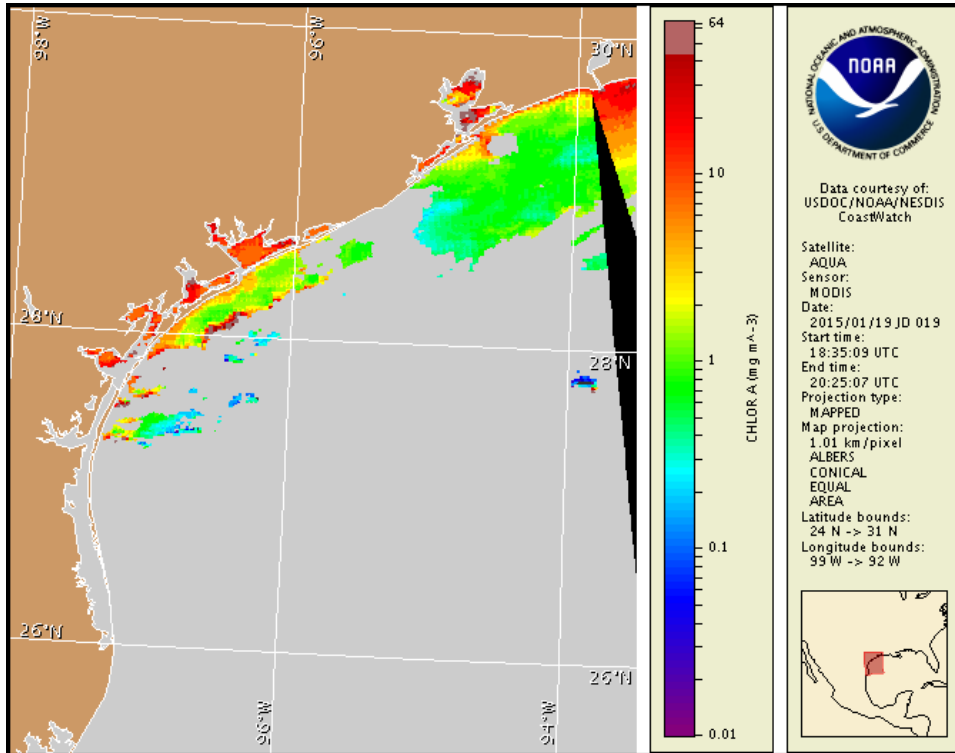 98°W
96°W
30°N
28°N
28°N
26°N
26°N
96°W
94°W
64
10
1
0.1
0.01
CHLOR A (mg m^-3)
NATIONAL OCEANIC AND ATMOSPHERIC ADMINISTRATION
NOAA
U.S. DEPARTMENT OF COMMERCE
Data courtesy of:
USDOC/NOAA/NESDIS
CoastWatch
Satellite:
AQUA
Sensor:
MODIS
Date:
2015/01/19 JD 019
Start time:
18:35:09 UTC
End time:
20:25:07 UTC
Projection type:
MAPPED
Map projection:
1.01 km/pixel
ALBERS
CONICAL
EQUAL
AREA
Latitude bounds:
24 N -> 31 N
Longitude bounds:
99 W -> 92 W